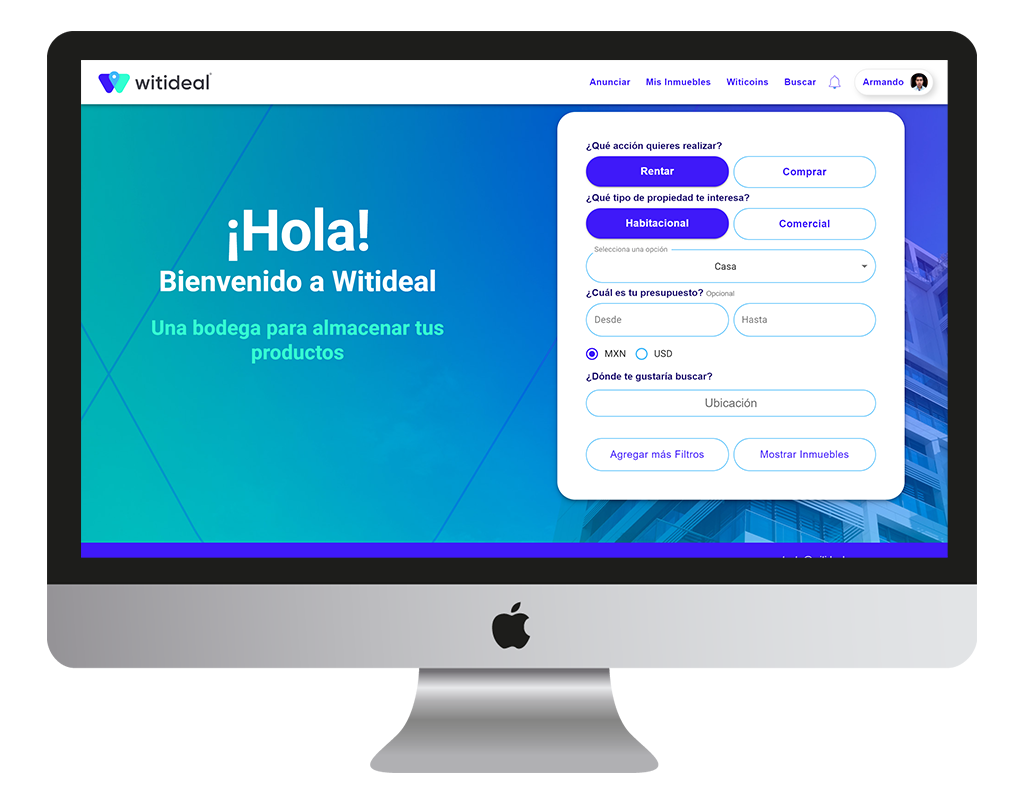 witideal
Anunciar Mis Inmuebles Witicoins Buscar Armando
¡Hola!
Bienvenido a Witideal
Una bodega para almacenar tus
productos
¿Qué acción quieres realizar?
Rentar Comprar
¿Qué tipo de propiedad te interesa?
Habitacional Comercial
Selecciona una opción
Casa
¿Cuál es tu presupuesto? Opcional
Desde Hasta
MXN USD
¿Dónde te gustaría buscar?
Ubicación
Agregar más Filtros Mostrar Inmuebles